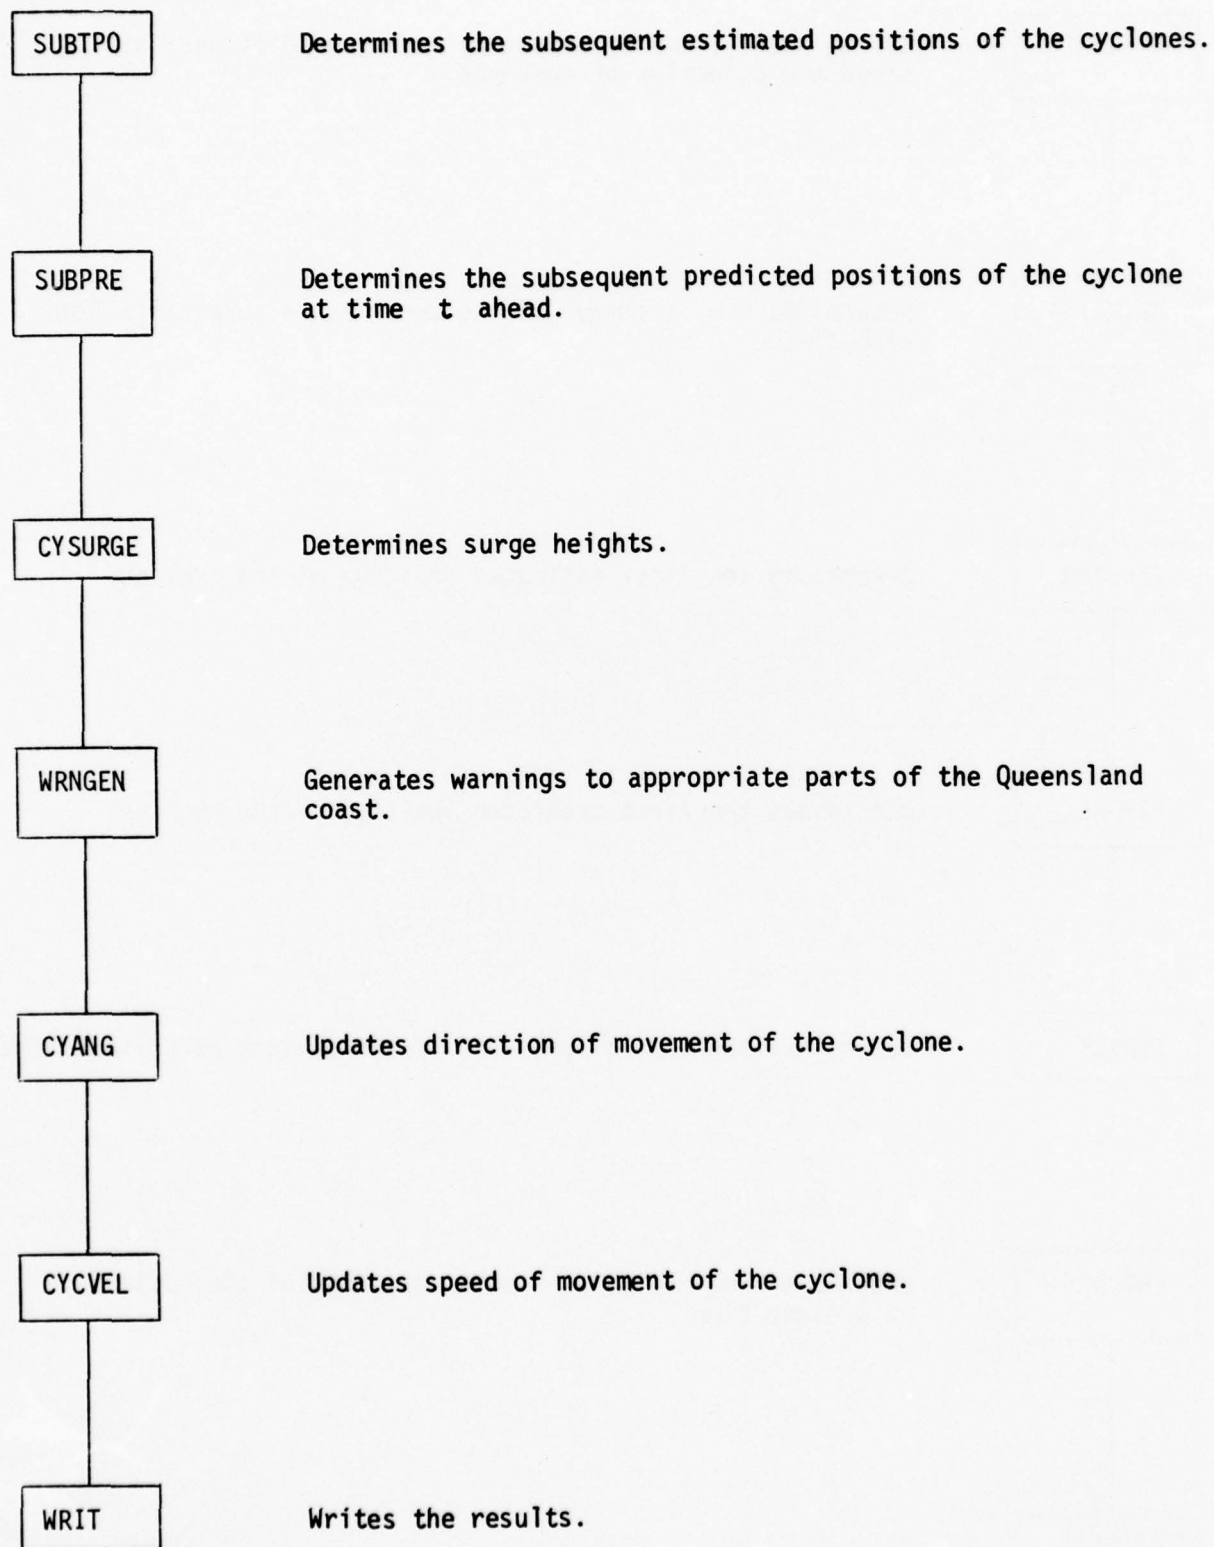 SUBTPO
Determines the subsequent estimated positions of the cyclones.
SUBPRE
Determines the subsequent predicted positions of the cyclone
at time t ahead.
CYSURGE
Determines surge heights.
WRNGEN
Generates warnings to appropriate parts of the Queensland
coast.
CYANG
Updates direction of movement of the cyclone.
CYCVEL
Updates speed of movement of the cyclone.
WRIT
Writes the results.